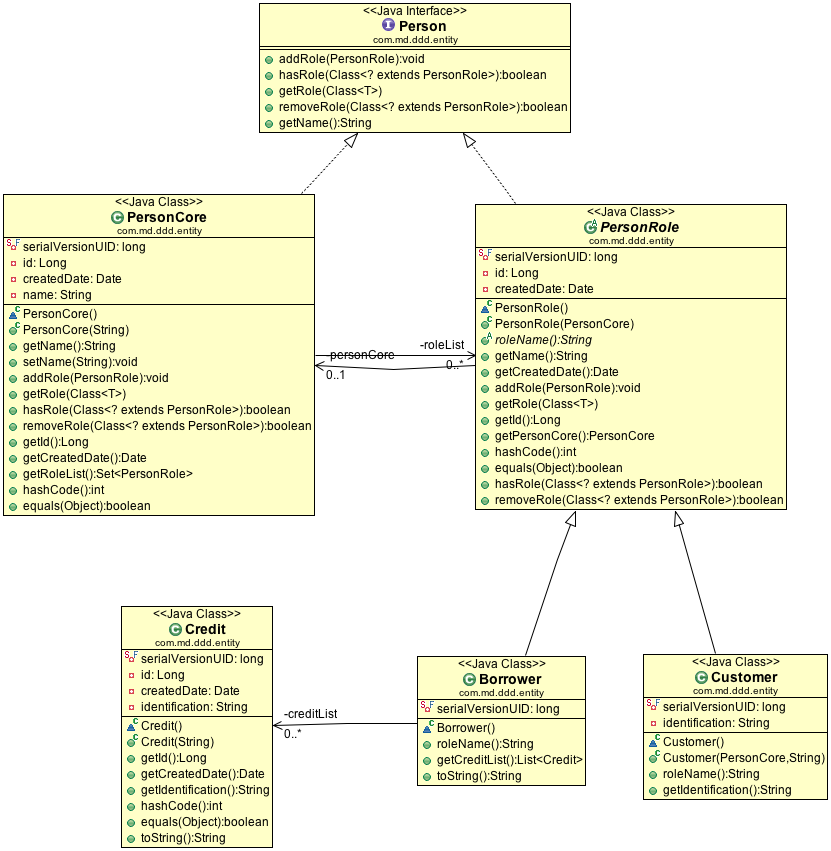 <<Java Interface>>
Person
com.md.ddd.entity
addRole(PersonRole):void
hasRole(Class<? extends PersonRole>):boolean
getRole(Class<T>)
removeRole(Class<? extends PersonRole>):boolean
getName():String
<<Java Class>>
PersonCore
com.md.ddd.entity
serialVersionUID: long
id: Long
createdDate: Date
name: String
PersonCore()
PersonCore(String)
getName():String
setName(String):void
addRole(PersonRole):void
getRole(Class<T>)
hasRole(Class<? extends PersonRole>):boolean
removeRole(Class<? extends PersonRole>):boolean
getId():Long
getCreatedDate():Date
getRoleList():Set<PersonRole>
hashCode():int
equals(Object):boolean
-roleList
0..*
-personCore
0..1
<<Java Class>>
PersonRole
com.md.ddd.entity
serialVersionUID: long
id: Long
createdDate: Date
PersonRole()
PersonRole(PersonCore)
roleName():String
getName():String
getCreatedDate():Date
addRole(PersonRole):void
getRole(Class<T>)
getId():Long
getPersonCore():PersonCore
hashCode():int
equals(Object):boolean
hasRole(Class<? extends PersonRole>):boolean
removeRole(Class<? extends PersonRole>):boolean
<<Java Class>>
Credit
com.md.ddd.entity
serialVersionUID: long
id: Long
createdDate: Date
identification: String
Credit()
Credit(String)
getId():Long
getCreatedDate():Date
getIdentification():String
hashCode():int
equals(Object):boolean
toString():String
-creditList
0..*
<<Java Class>>
Borrower
com.md.ddd.entity
serialVersionUID: long
Borrower()
roleName():String
getCreditList():List<Credit>
toString():String
<<Java Class>>
Customer
com.md.ddd.entity
serialVersionUID: long
identification: String
Customer()
Customer(PersonCore,String)
roleName():String
getIdentification():String